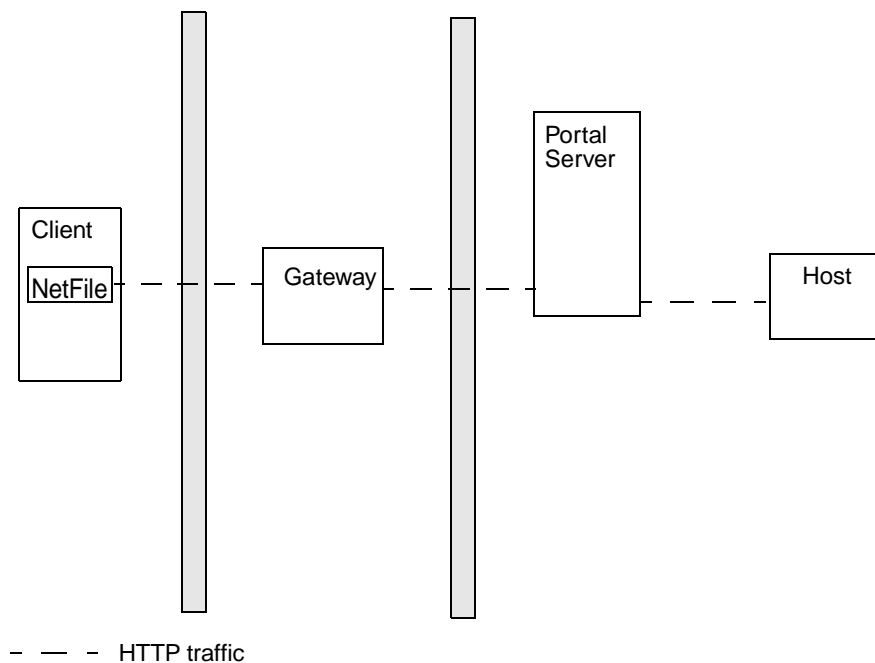 Portal
Server
Client
NetFile
Gateway
Host
HTTP traffic